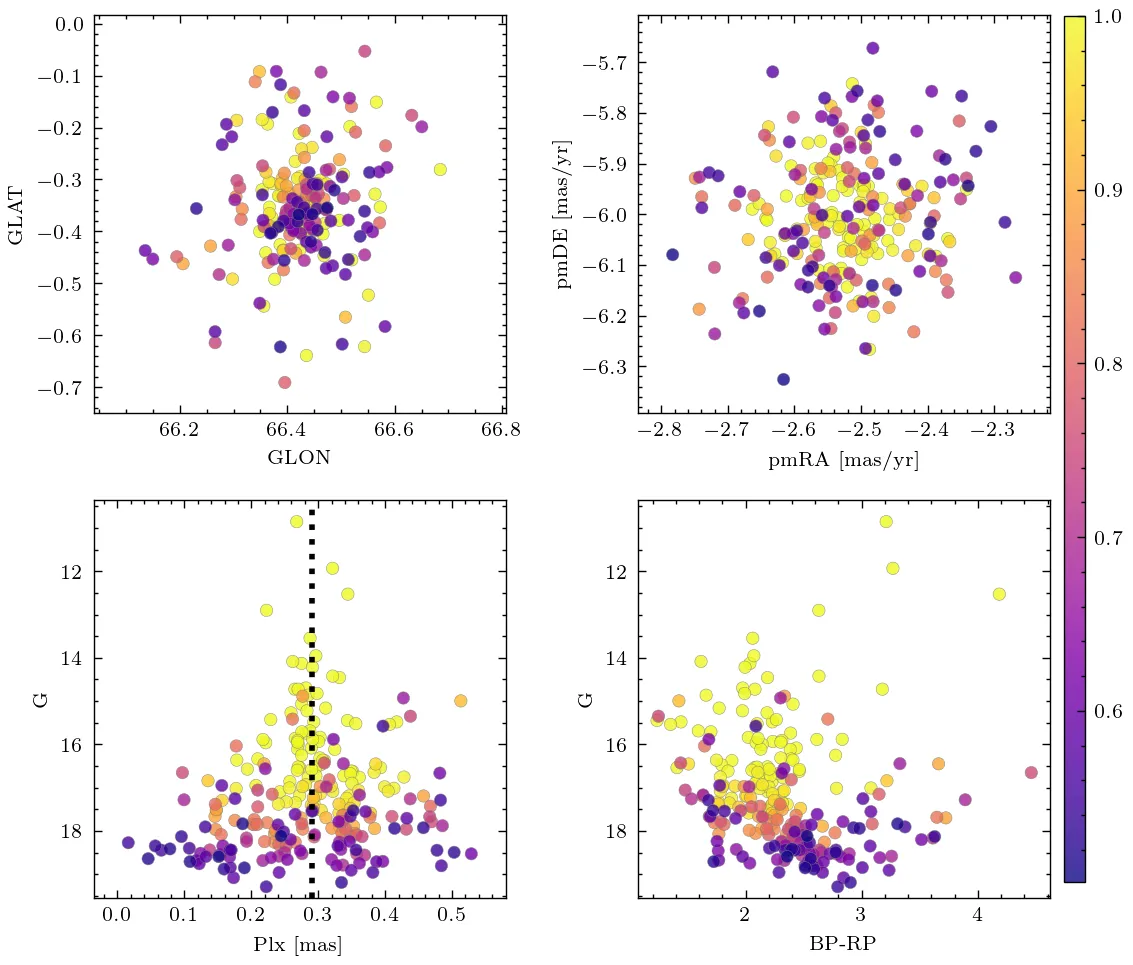 0.0
−0.1
−0.2
−0.3
−0.4
−0.5
−0.6
−0.7
GLAT
66.2 66.4 66.6 66.8
GLON
−5.7
−5.8
−5.9
−6.0
−6.1
−6.2
−6.3
pmDE [mas/yr]
−2.8 −2.7 −2.6 −2.5 −2.4 −2.3
pmRA [mas/yr]
1.0
0.9
0.8
0.7
0.6
12
14
16
18
G
0.0 0.1 0.2 0.3 0.4 0.5
Plx [mas]
12
14
16
18
G
2 3 4
BP-RP